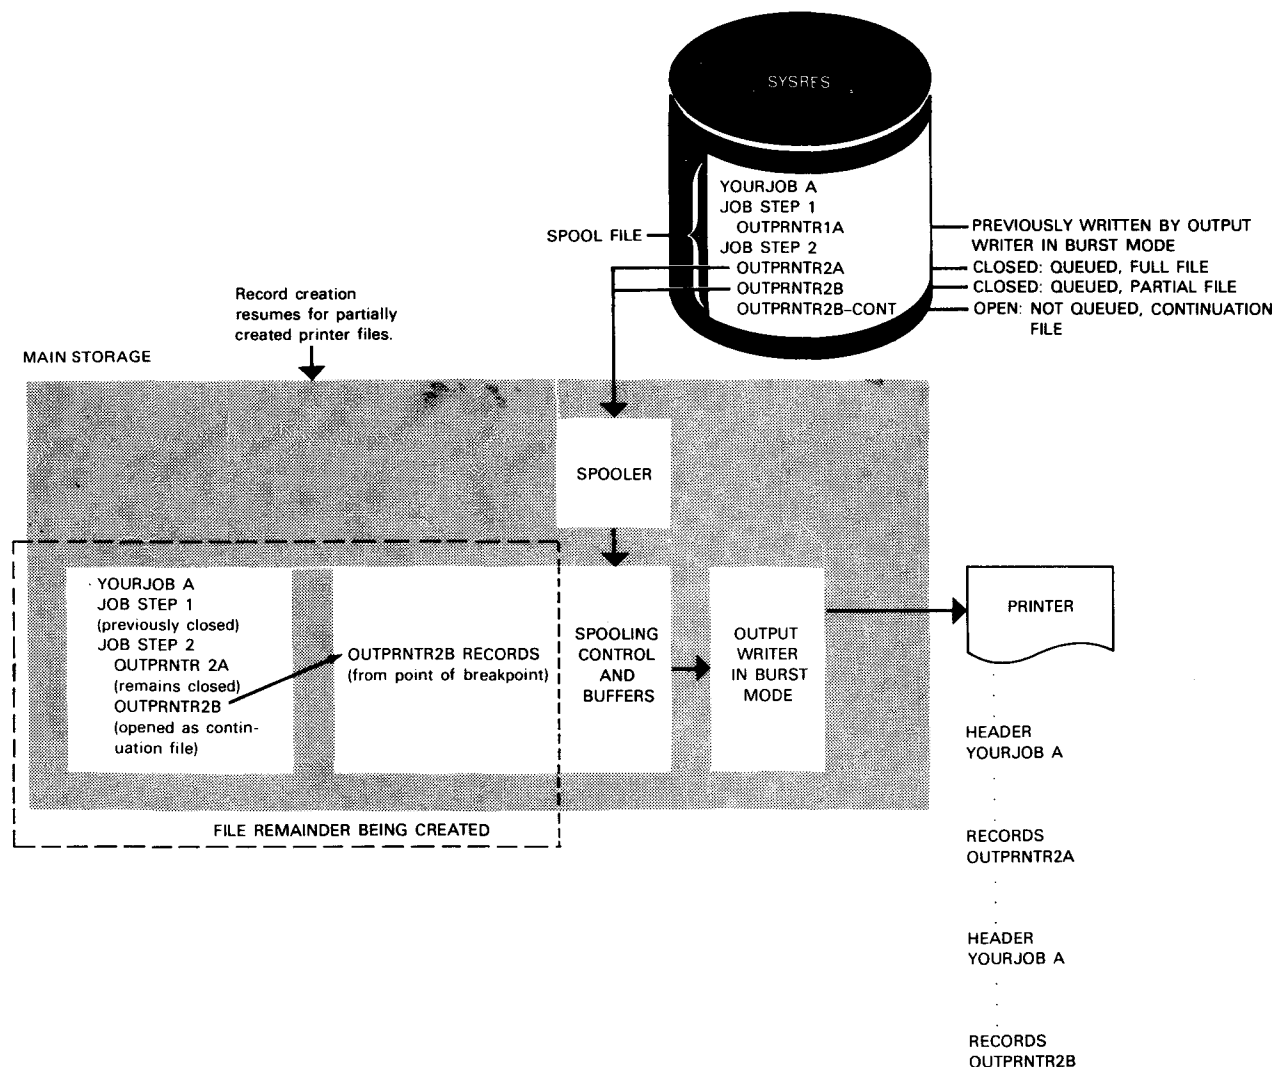 SYSRES
YOURJOB A
JOB STEP 1
OUTPRNTR1A
JOB STEP 2
OUTPRNTR2A
OUTPRNTR2B
OUTPRNTR2B–CONT
SPOOL FILE
PREVIOUSLY WRITTEN BY OUTPUT
WRITER IN BURST MODE
CLOSED: QUEUED, FULL FILE
CLOSED: QUEUED, PARTIAL FILE
OPEN: NOT QUEUED, CONTINUATION
FILE
Record creation
resumes for partially
created printer files.
MAIN STORAGE
SPOOLER
YOURJOB A
JOB STEP 1
(previously closed)
JOB STEP 2
OUTPRNTR 2A
(remains closed)
OUTPRNTR2B
(opened as contin-
uation file)
OUTPRNTR2B RECORDS
(from point of breakpoint)
SPOOLING
CONTROL
AND
BUFFERS
OUTPUT
WRITER
IN BURST
MODE
PRINTER
FILE REMAINDER BEING CREATED
HEADER
YOURJOB A
RECORDS
OUTPRNTR2A
HEADER
YOURJOB A
RECORDS
OUTPRNTR2B